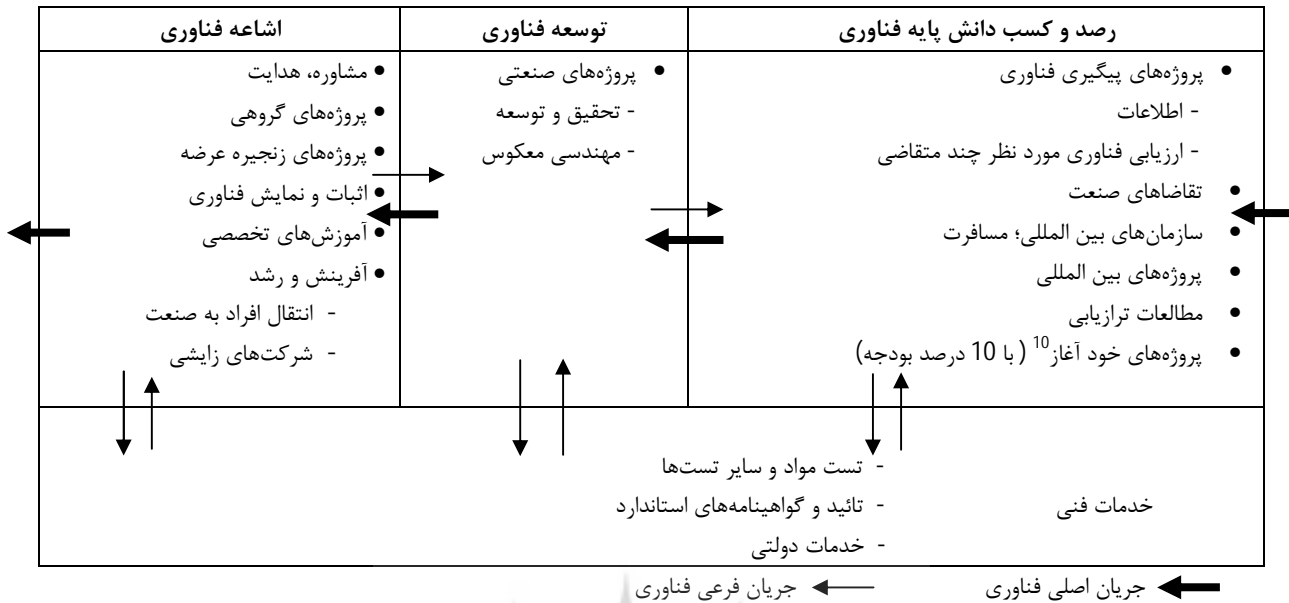 رصد و کسب دانش پایه فناوری
• پروژه‌های پیگیری فناوری
- اطلاعات
- ارزیابی فناوری مورد نظر چند متقاضی
• تقاضاهای صنعت
• سازمان‌های بین المللی؛ مسافرت
• پروژه‌های بین المللی
• مطالعات ترازیابی
• پروژه‌های خود آغاز10 (با 10 درصد بودجه)
توسعه فناوری
• پروژه‌های صنعتی
- تحقیق و توسعه
- مهندسی معکوس
اشاعه فناوری
• مشاوره، هدایت
• پروژه‌های گروهی
• پروژه‌های زنجیره عرضه
• اثبات و نمایش فناوری
• آموزش‌های تخصصی
• آفرینش و رشد
- انتقال افراد به صنعت
- شرکت‌های زایشی
خدمات فنی
- تست مواد و سایر تست‌ها
- تائید و گواهینامه‌های استاندارد
- خدمات دولتی
جریان اصلی فناوری
جریان فرعی فناوری